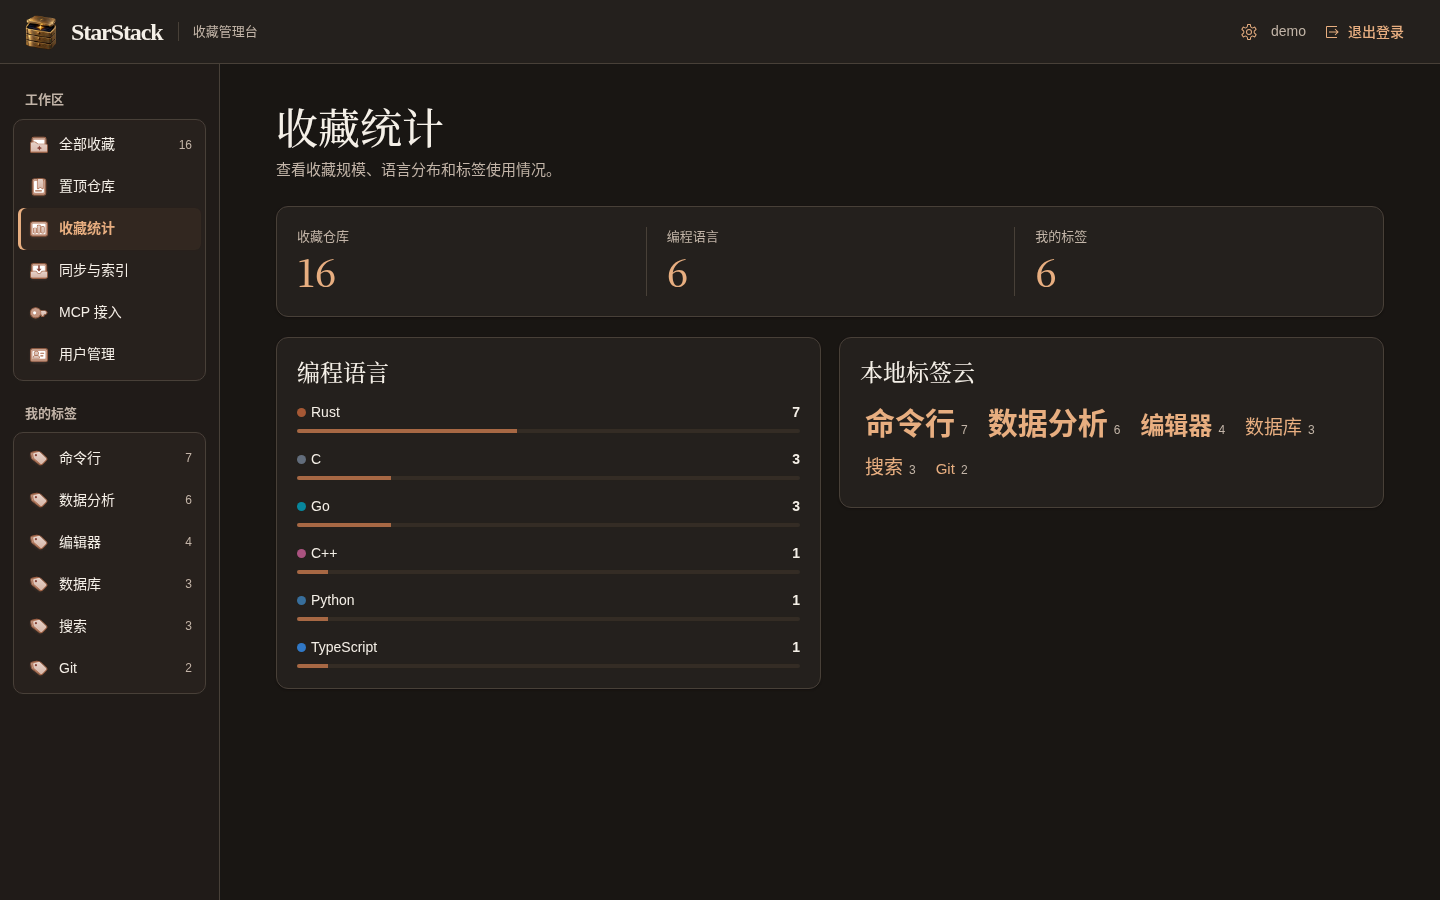 StarStack 收藏管理台 demo 退出登录
工作区
全部收藏 16
置顶仓库
收藏统计
同步与索引
MCP 接入
用户管理
我的标签
命令行 7
数据分析 6
编辑器 4
数据库 3
搜索 3
Git 2
收藏统计
查看收藏规模、语言分布和标签使用情况。
收藏仓库 编程语言 我的标签
16 6 6
编程语言
Rust 7
C 3
Go 3
C++ 1
Python 1
TypeScript 1
本地标签云
命令行 7 数据分析 6 编辑器 4 数据库 3
搜索 3 Git 2